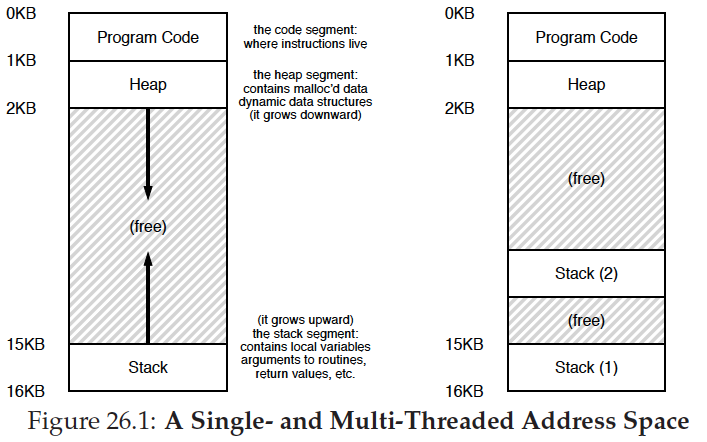 0KB
Program Code
the code segment:
where instructions live
1KB
Heap
the heap segment:
contains malloc'd data
dynamic data structures
(it grows downward)
2KB
(free)
(it grows upward)
the stack segment:
contains local variables
arguments to routines,
return values, etc.
15KB
Stack
16KB
0KB
Program Code
1KB
Heap
2KB
(free)
Stack (2)
(free)
15KB
Stack (1)
16KB
Figure 26.1: A Single- and Multi-Threaded Address Space